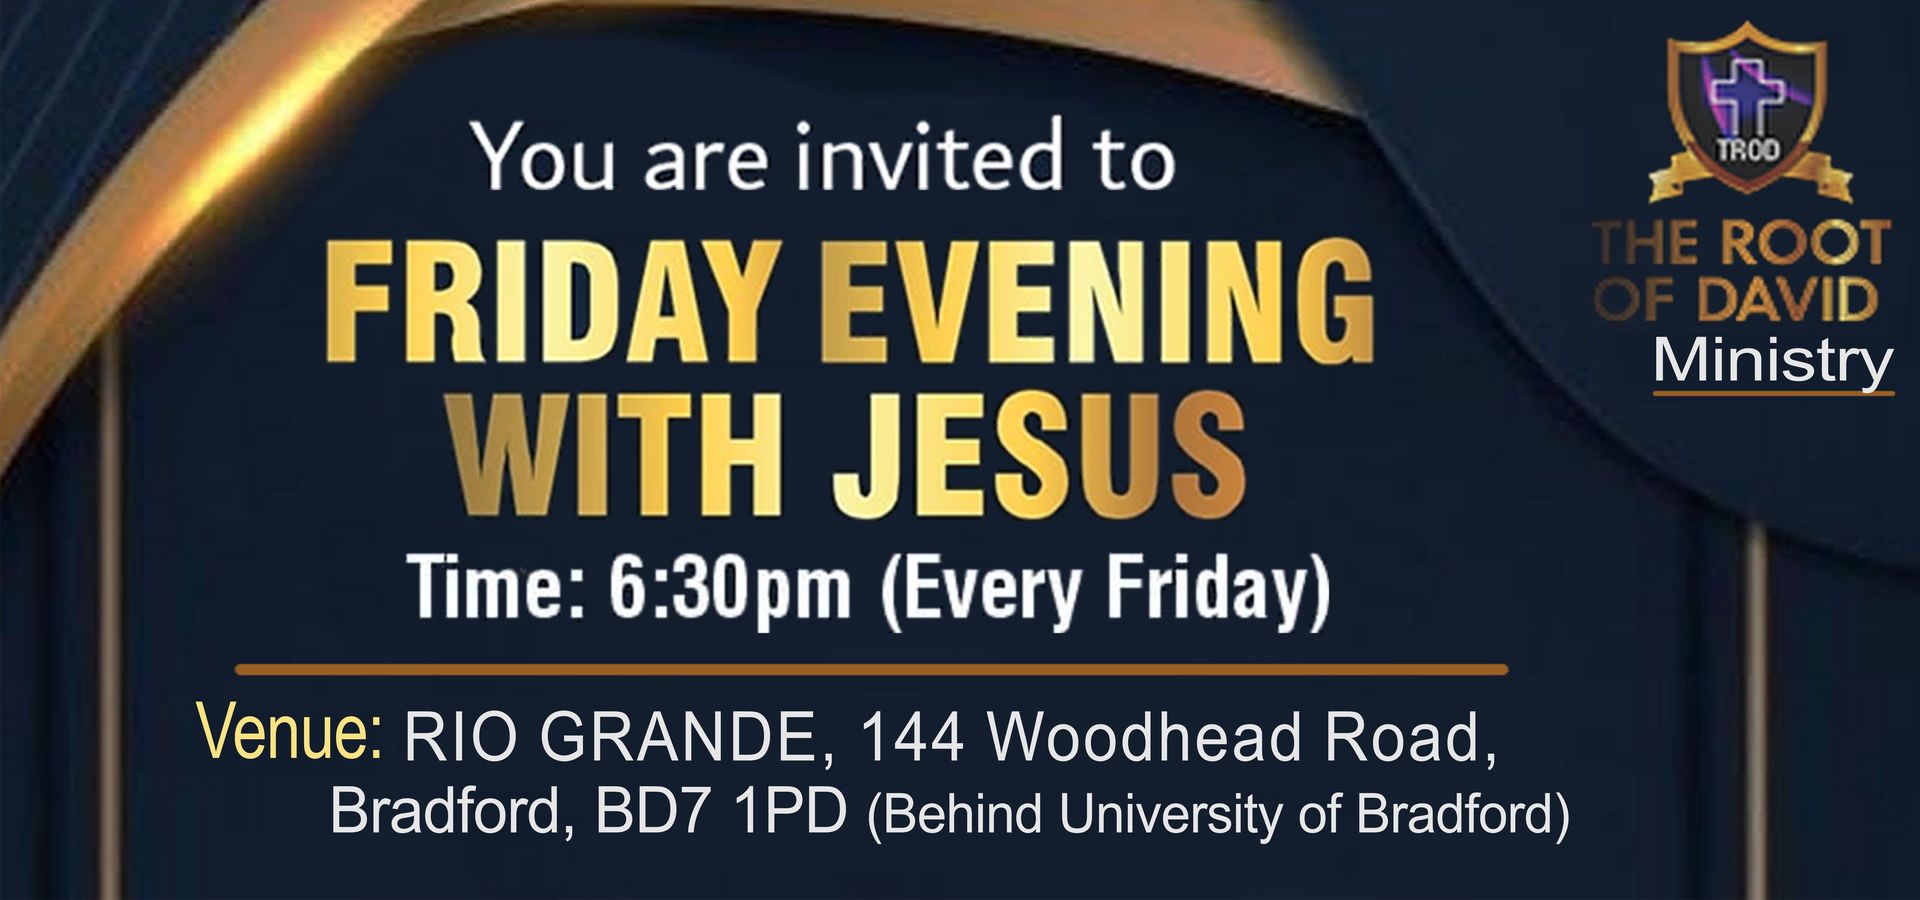 You are invited to
FRIDAY EVENING
WITH JESUS
Time: 6:30pm (Every Friday)
Venue: RIO GRANDE, 144 Woodhead Road,
Bradford, BD7 1PD (Behind University of Bradford)
TROD
THE ROOT
OF DAVID
Ministry